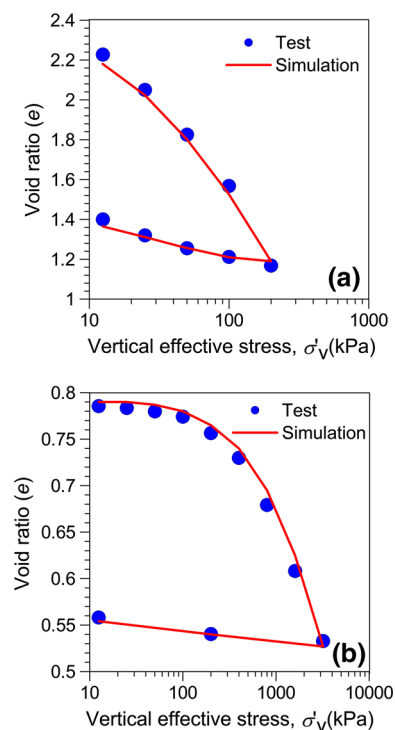 2.4
2.2
2
1.8
1.6
1.4
1.2
1
Void ratio (e)
Test
Simulation
(a)
10 100 1000
Vertical effective stress, σ'v(kPa)
0.8
0.75
0.7
0.65
0.6
0.55
0.5
Void ratio (e)
Test
Simulation
(b)
10 100 1000 10000
Vertical effective stress, σ'v(kPa)